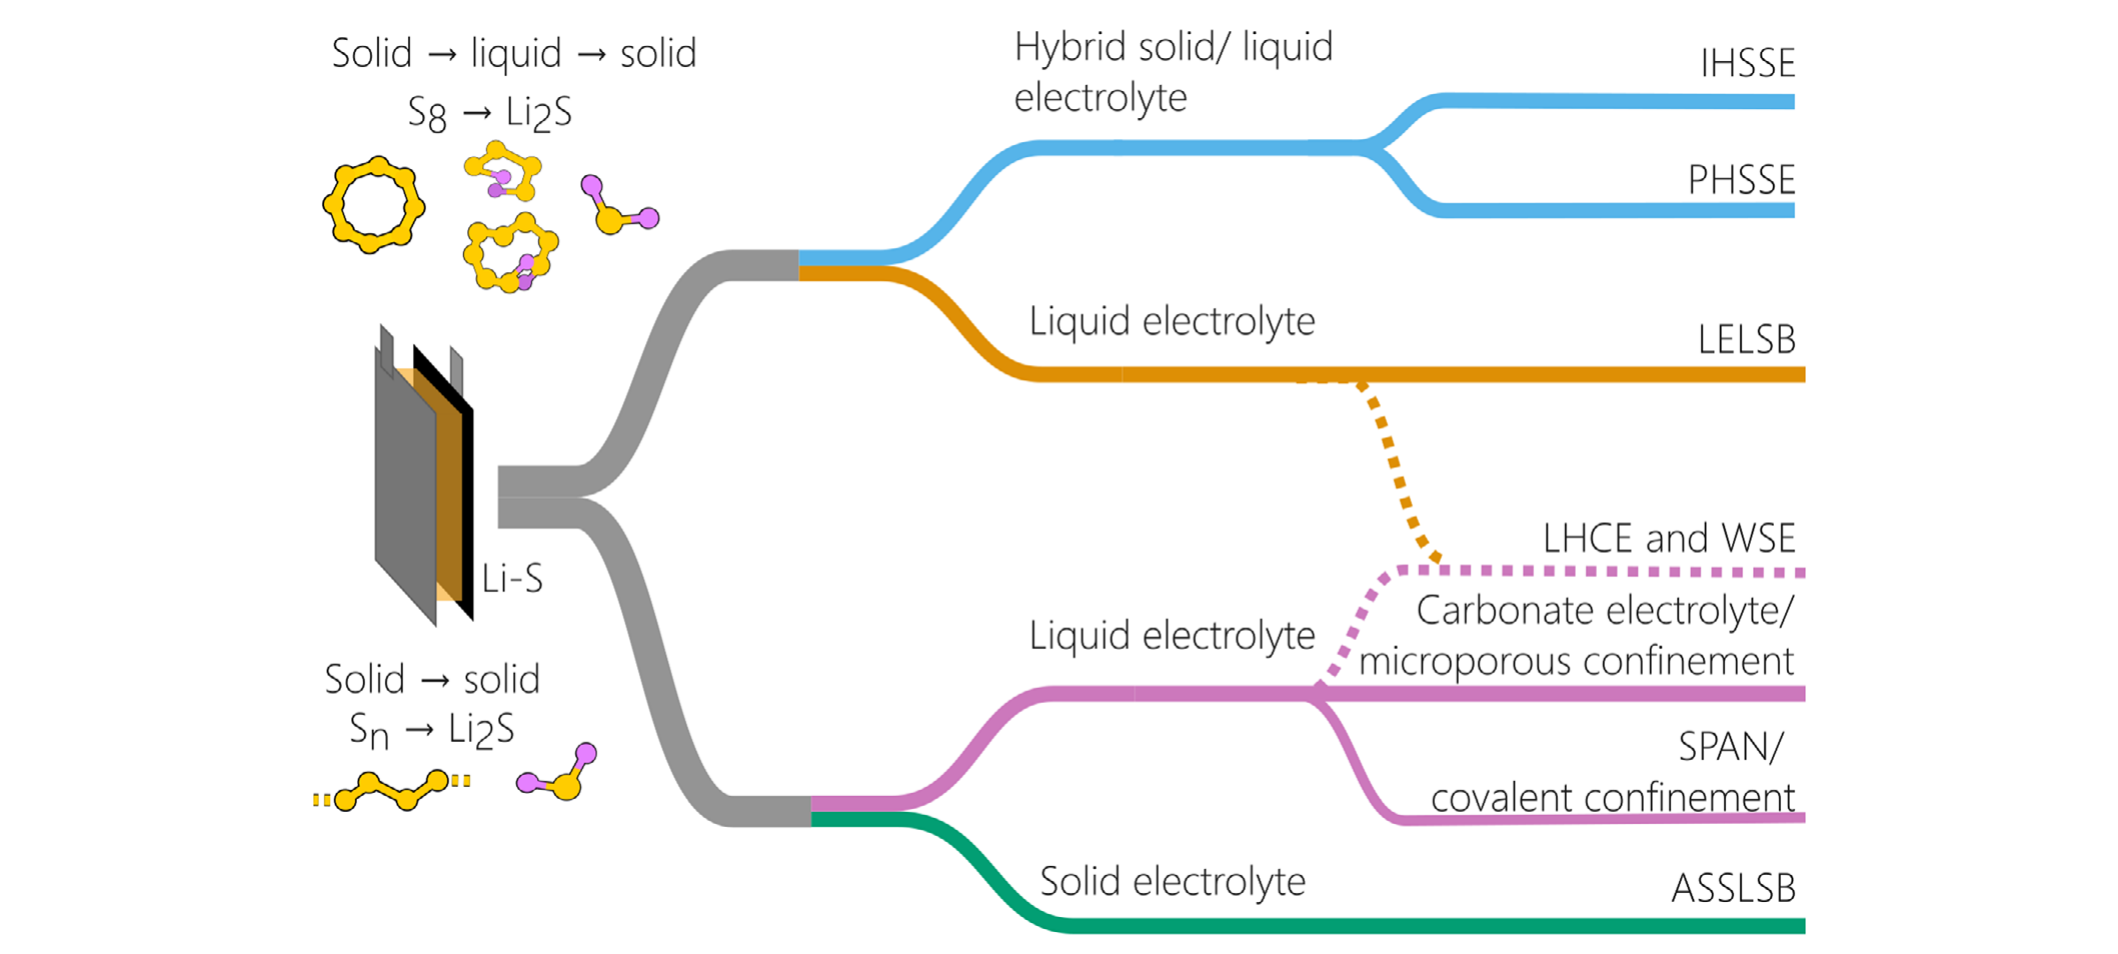 Solid → liquid → solid
S8 → Li2S
Li-S
Solid → solid
Sn → Li2S
Hybrid solid/ liquid
electrolyte
IHSSE
PHSSE
Liquid electrolyte
LELSB
LHCE and WSE
Liquid electrolyte
Carbonate electrolyte/
microporous confinement
SPAN/
covalent confinement
Solid electrolyte
ASSLSB